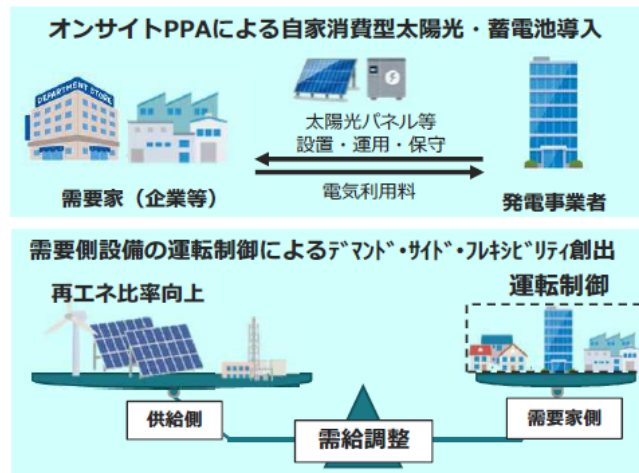 オンサイトPPAによる自家消費型太陽光・蓄電池導入
DEPARTMENT STORE
太陽光パネル等
設置・運用・保守
電気利用料
需要家（企業等）
発電事業者
需要側設備の運転制御によるﾃﾞﾏﾝﾄﾞ･ｻｲﾄﾞ･ﾌﾚｷｼﾋﾞﾘﾃｨ創出
再エネ比率向上
運転制御
供給側
需給調整
需要家側